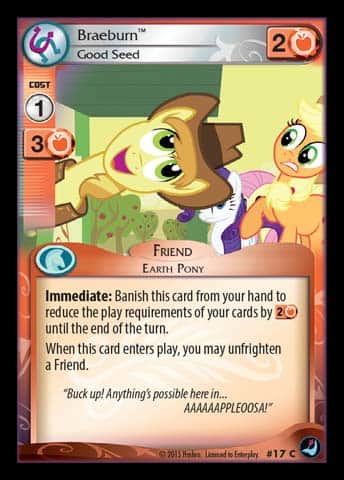 Braeburn™
Good Seed
2
COST
1
3
FRIEND
EARTH PONY
Immediate: Banish this card from your hand to
reduce the play requirements of your cards by 2
until the end of the turn.
When this card enters play, you may unfrighten
a Friend.
"Buck up! Anything's possible here in...
AAAAAAPPLEOOSA!"
© 2015 Hasbro. Licensed to Enterplay. #17 C